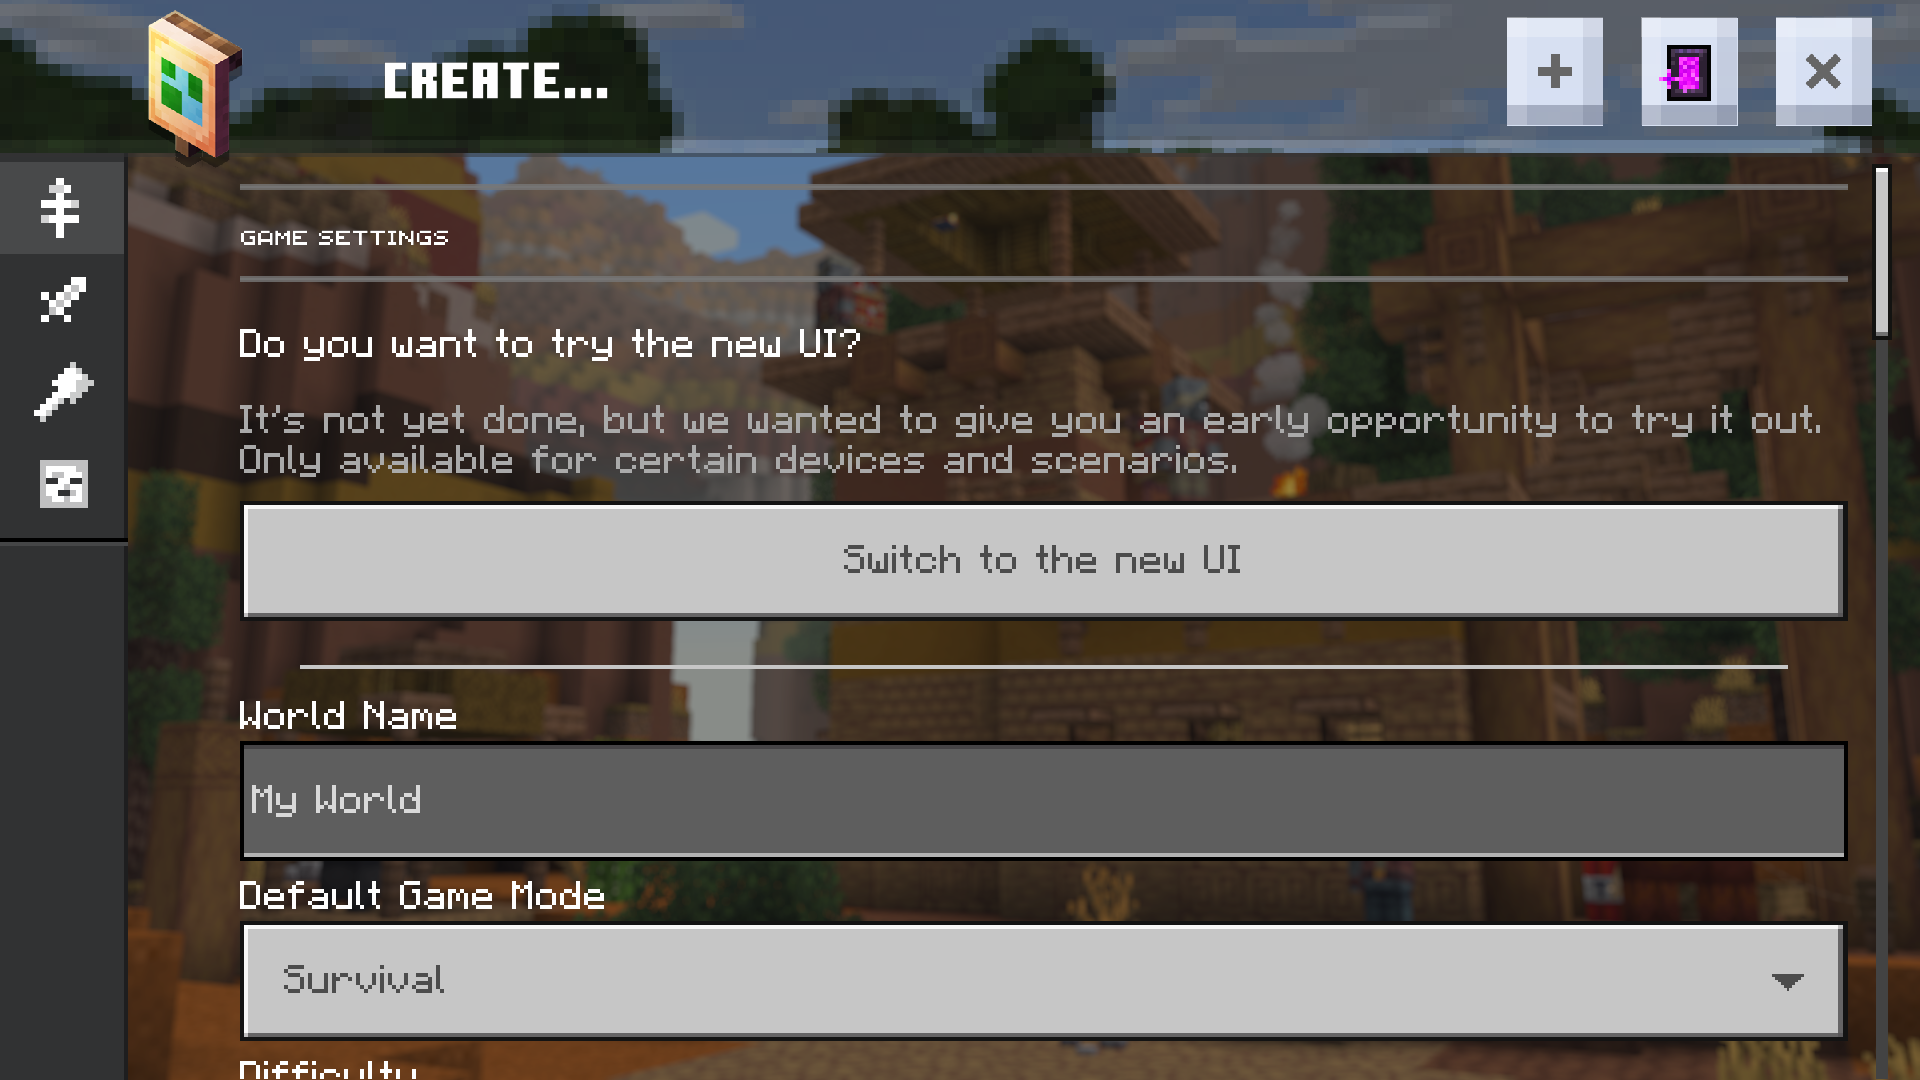 CREATE...
GAME SETTINGS
Do you want to try the new UI?
It's not yet done, but we wanted to give you an early opportunity to try it out.
Only available for certain devices and scenarios.
Switch to the new UI
World Name
My World
Default Game Mode
Survival
Difficulty